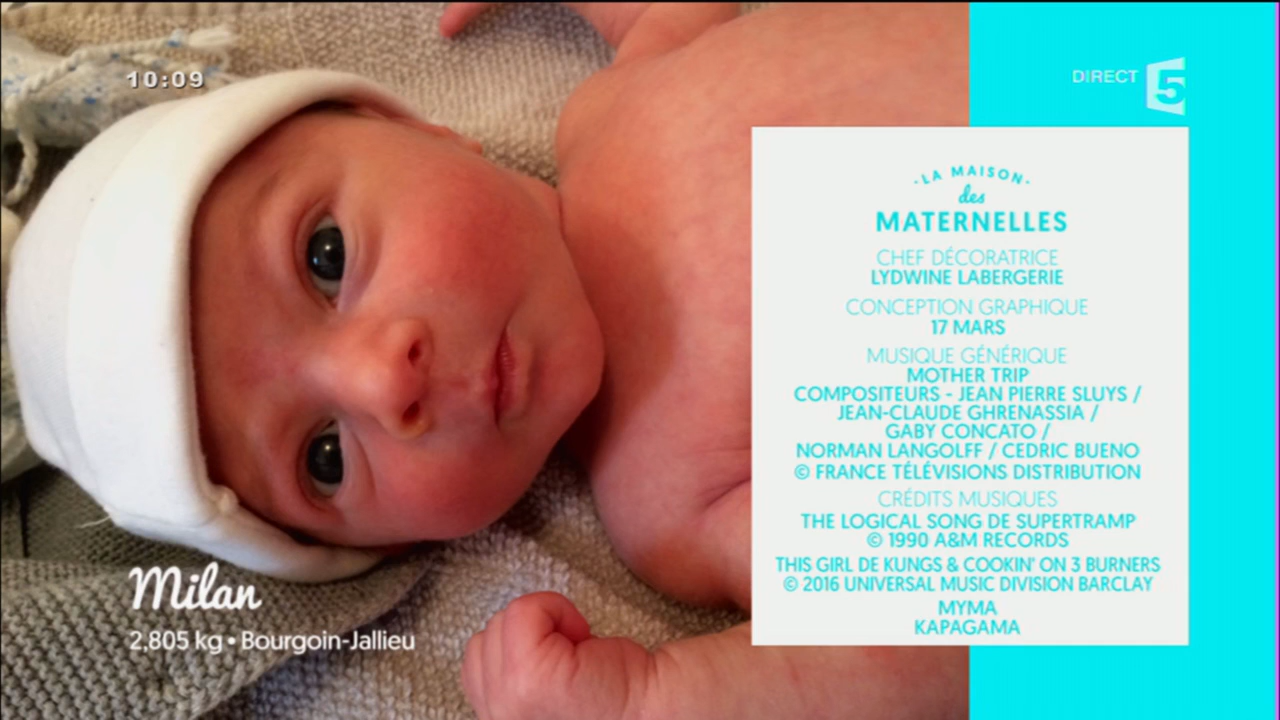 10:09
DIRECT 5
·LA MAISON·
des
MATERNELLES
CHEF DÉCORATRICE
LYDWINE LABERGERIE
CONCEPTION GRAPHIQUE
17 MARS
MUSIQUE GÉNÉRIQUE
MOTHER TRIP
COMPOSITEURS - JEAN PIERRE SLUYS /
JEAN-CLAUDE GHRENASSIA /
GABY CONCATO /
NORMAN LANGOLFF / CEDRIC BUENO
© FRANCE TÉLÉVISIONS DISTRIBUTION
CRÉDITS MUSIQUES
THE LOGICAL SONG DE SUPERTRAMP
© 1990 A&M RECORDS
THIS GIRL DE KUNGS & COOKIN' ON 3 BURNERS
© 2016 UNIVERSAL MUSIC DIVISION BARCLAY
MYMA
KAPAGAMA
Milan
2,805 kg • Bourgoin-Jallieu